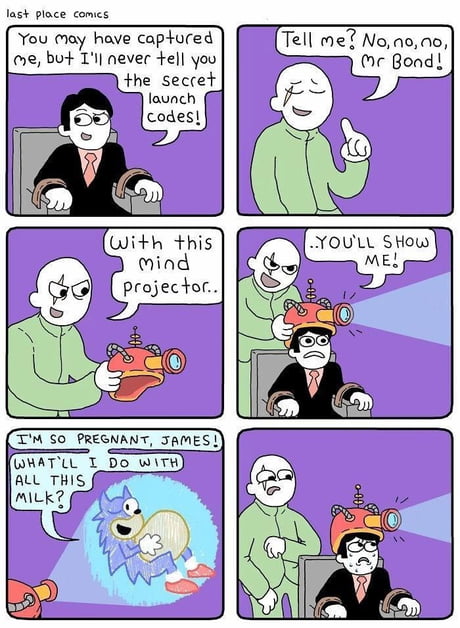 last place comics
You may have captured
me, but I'll never tell you
the secret
launch
codes!
Tell me? No, no, no,
Mr Bond!
With this
mind
projector..
..YOU'LL SHOW
ME!
I'M SO PREGNANT, JAMES!
WHAT'LL I DO WITH
ALL THIS
MILK?